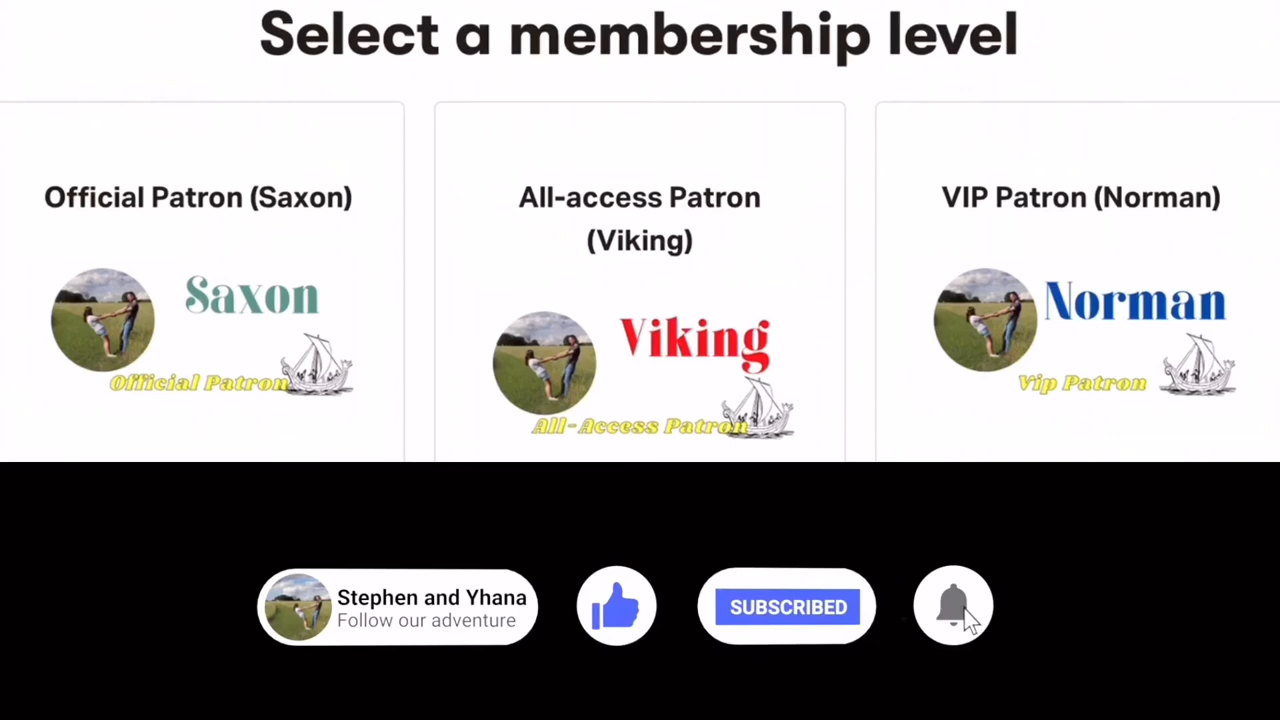 Select a membership level
Official Patron (Saxon)
Saxon
Official Patron
All-access Patron
(Viking)
Viking
All-Access Patron
VIP Patron (Norman)
Norman
Vip Patron
Stephen and Yhana
Follow our adventure
SUBSCRIBED